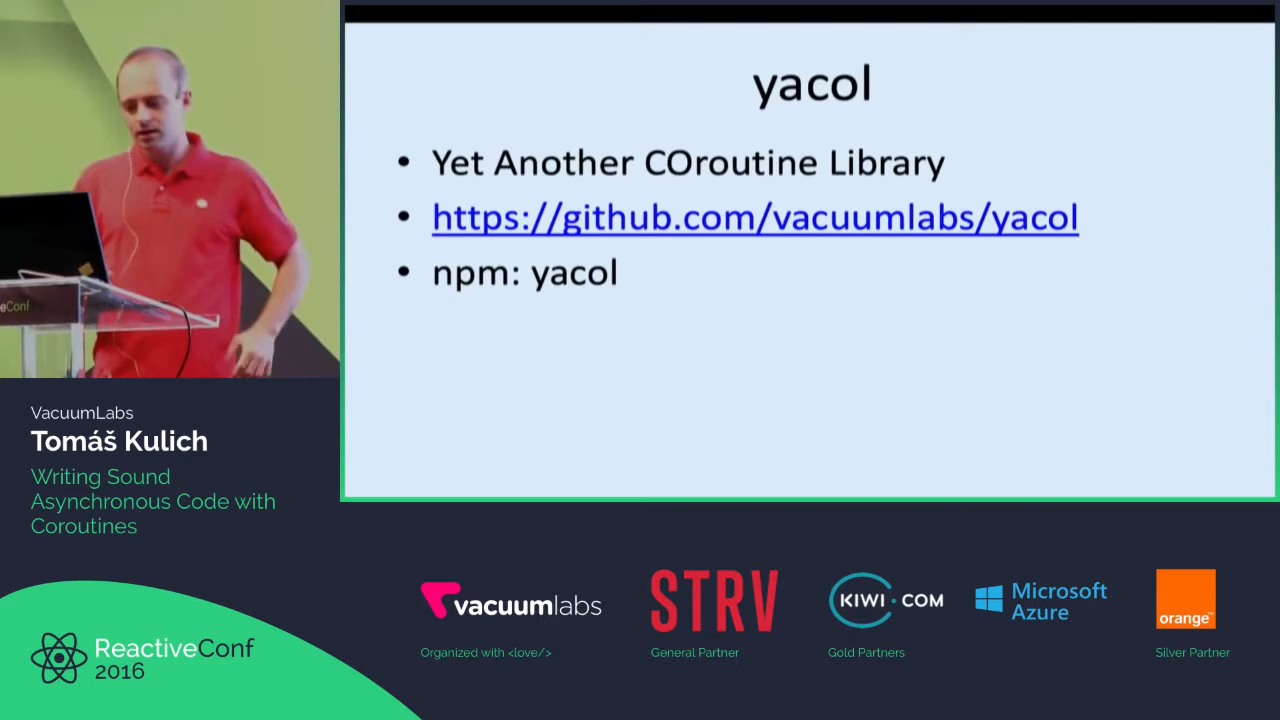 yacol
• Yet Another COroutine Library
• https://github.com/vacuumlabs/yacol
• npm: yacol
eConf
VacuumLabs
Tomáš Kulich
Writing Sound
Asynchronous Code with
Coroutines
ReactiveConf
2016
vacuumlabs
Organized with <love/>
STRV
General Partner
KIWI.COM
Gold Partners
Microsoft
Azure
orange™
Silver Partner